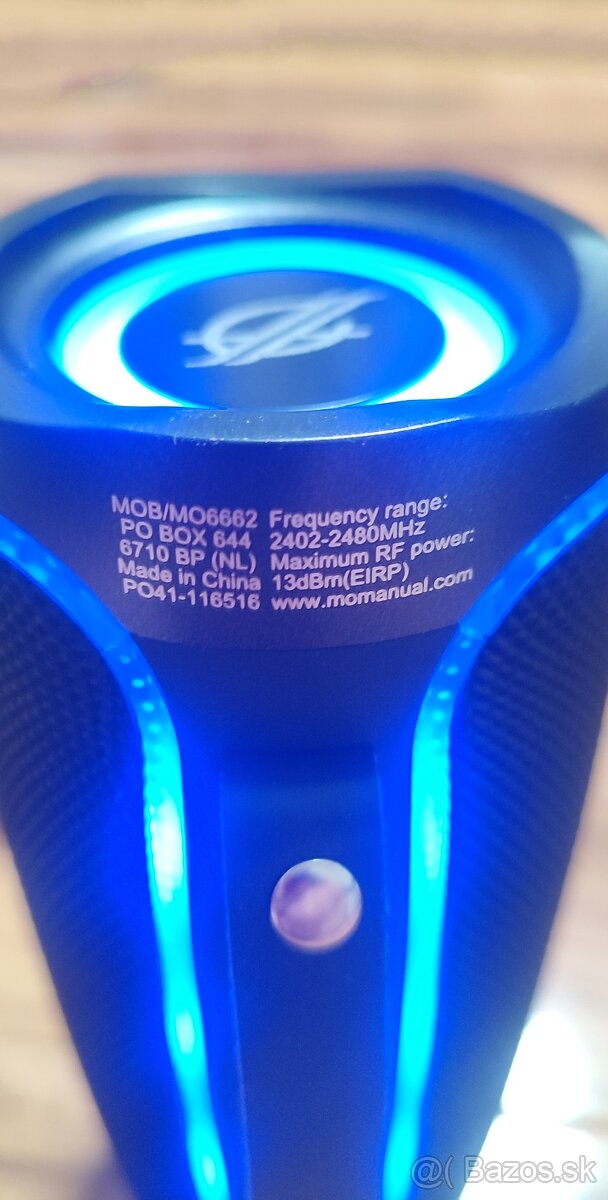 MOB/MO6662
PO BOX 644
6710 BP (NL)
Made in China
PO41-116516
Frequency range:
2402-2480MHz
Maximum RF power:
13dBm(EIRP)
www.momanual.com
@( Bazos.sk